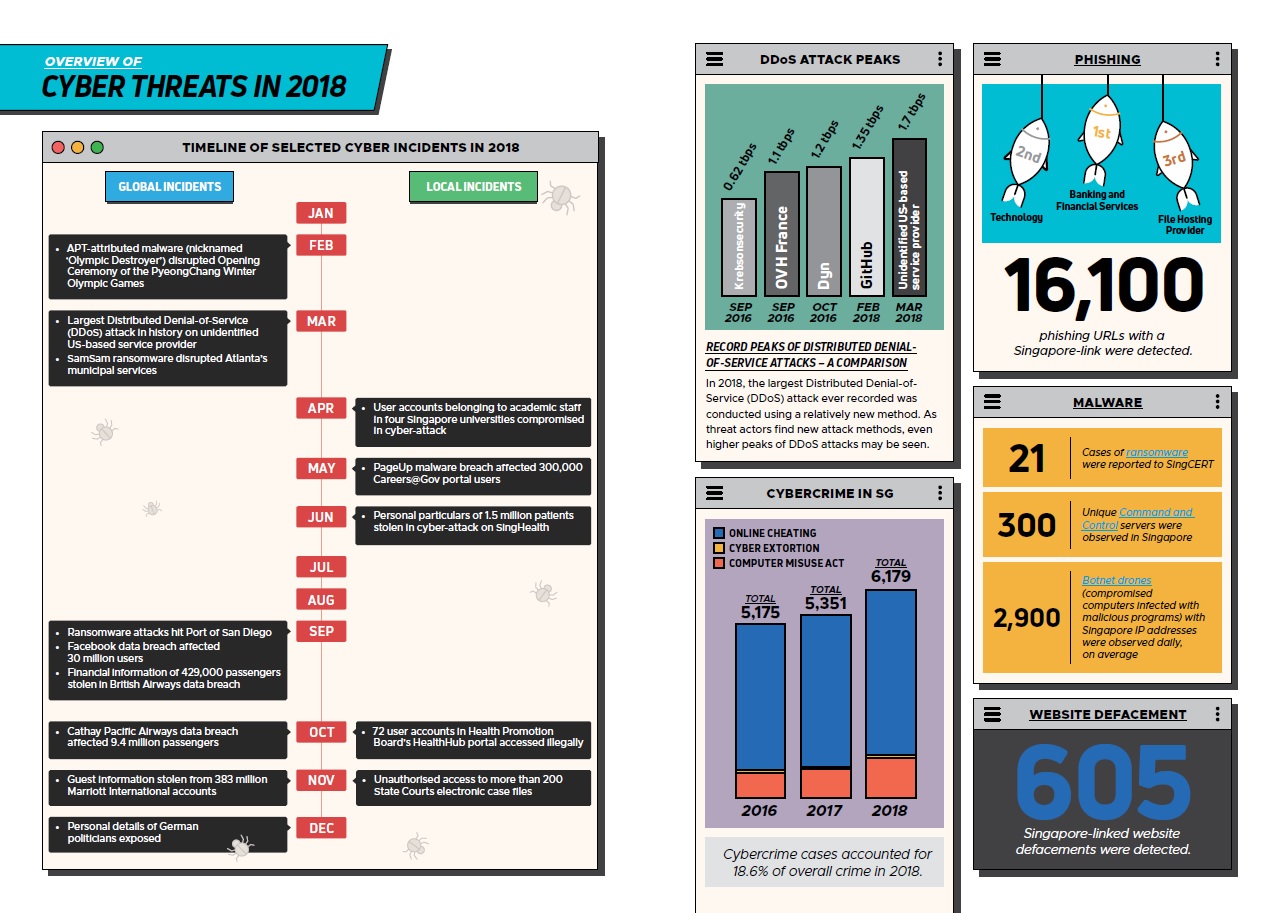 OVERVIEW OF
CYBER THREATS IN 2018
TIMELINE OF SELECTED CYBER INCIDENTS IN 2018
GLOBAL INCIDENTS
LOCAL INCIDENTS
JAN
FEB
• APT-attributed malware (nicknamed
'Olympic Destroyer') disrupted Opening
Ceremony of the PyeongChang Winter
Olympic Games
MAR
• Largest Distributed Denial-of-Service
(DDoS) attack in history on unidentified
US-based service provider
• SamSam ransomware disrupted Atlanta's
municipal services
APR
• User accounts belonging to academic staff
in four Singapore universities compromised
in cyber-attack
MAY
• PageUp malware breach affected 300,000
Careers@Gov portal users
JUN
• Personal particulars of 1.5 million patients
stolen in cyber-attack on SingHealth
JUL
AUG
SEP
• Ransomware attacks hit Port of San Diego
• Facebook data breach affected
30 million users
• Financial information of 429,000 passengers
stolen in British Airways data breach
OCT
• Cathay Pacific Airways data breach
affected 9.4 million passengers
• 72 user accounts in Health Promotion
Board's HealthHub portal accessed illegally
NOV
• Guest information stolen from 383 million
Marriott International accounts
• Unauthorised access to more than 200
State Courts electronic case files
DEC
• Personal details of German
politicians exposed
DDoS ATTACK PEAKS
0.62 tbps
1.1 tbps
1.2 tbps
1.35 tbps
1.7 tbps
Krebsonsecurity
OVH France
Dyn
GitHub
Unidentified US-based
service provider
SEP
2016
SEP
2016
OCT
2016
FEB
2018
MAR
2018
RECORD PEAKS OF DISTRIBUTED DENIAL-
OF-SERVICE ATTACKS – A COMPARISON
In 2018, the largest Distributed Denial-of-
Service (DDoS) attack ever recorded was
conducted using a relatively new method. As
threat actors find new attack methods, even
higher peaks of DDoS attacks may be seen.
CYBERCRIME IN SG
ONLINE CHEATING
CYBER EXTORTION
COMPUTER MISUSE ACT
TOTAL
5,175
TOTAL
5,351
TOTAL
6,179
2016
2017
2018
Cybercrime cases accounted for
18.6% of overall crime in 2018.
PHISHING
2nd
1st
3rd
Technology
Banking and
Financial Services
File Hosting
Provider
16,100
phishing URLs with a
Singapore-link were detected.
MALWARE
21
Cases of ransomware
were reported to SingCERT
300
Unique Command and
Control servers were
observed in Singapore
2,900
Botnet drones
(compromised
computers infected with
malicious programs) with
Singapore IP addresses
were observed daily,
on average
WEBSITE DEFACEMENT
605
Singapore-linked website
defacements were detected.